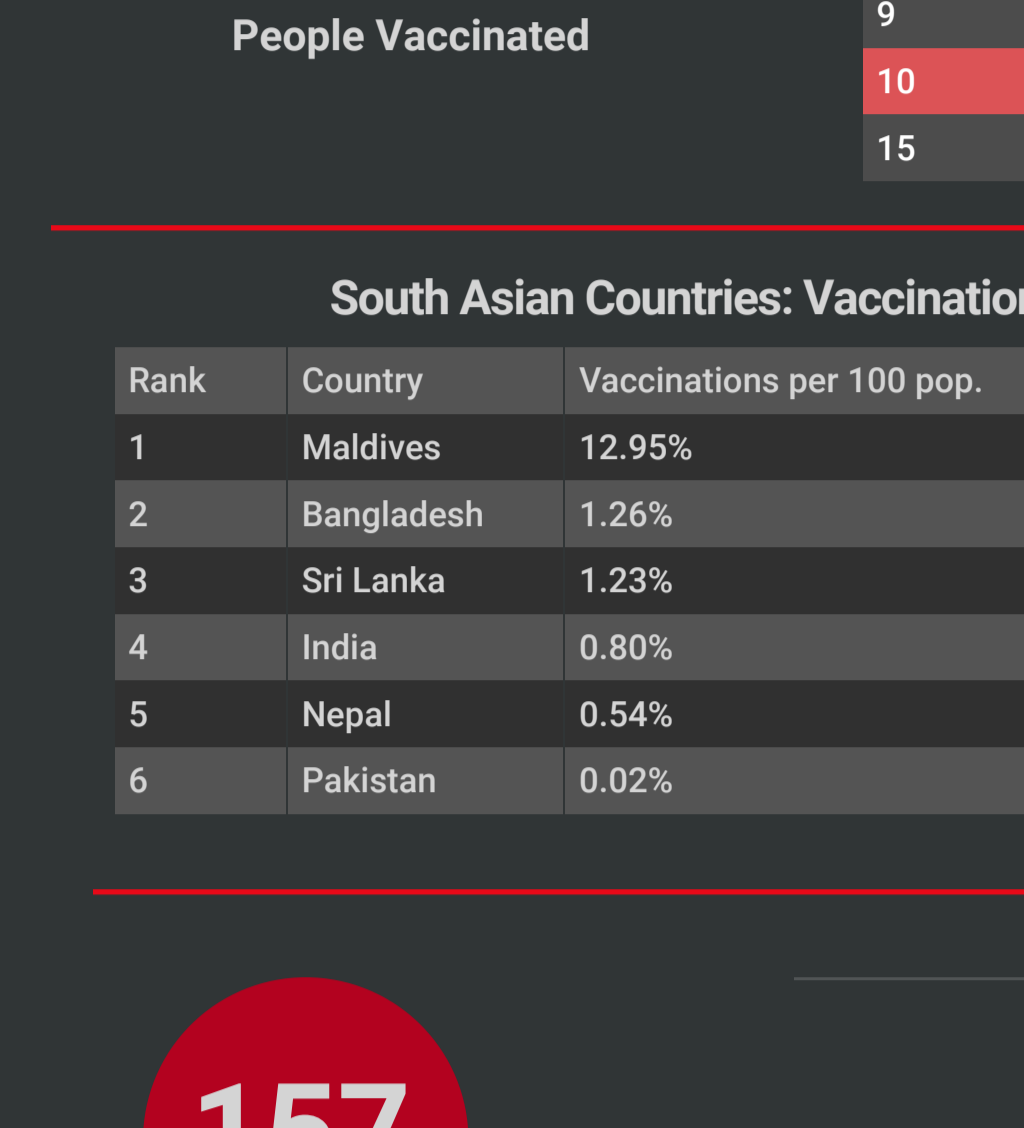 People Vaccinated
9
10
15
South Asian Countries: Vaccination
Rank Country Vaccinations per 100 pop.
1 Maldives 12.95%
2 Bangladesh 1.26%
3 Sri Lanka 1.23%
4 India 0.80%
5 Nepal 0.54%
6 Pakistan 0.02%
157